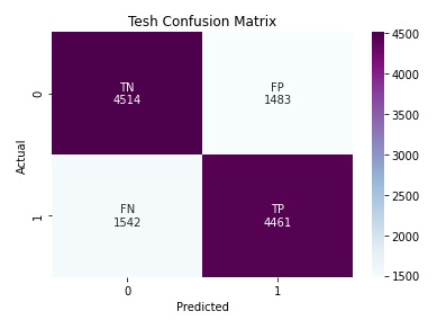 Tesh Confusion Matrix
TN
4514
FP
1483
FN
1542
TP
4461
0
1
Actual
0
1
Predicted
4500
4000
3500
3000
2500
2000
1500